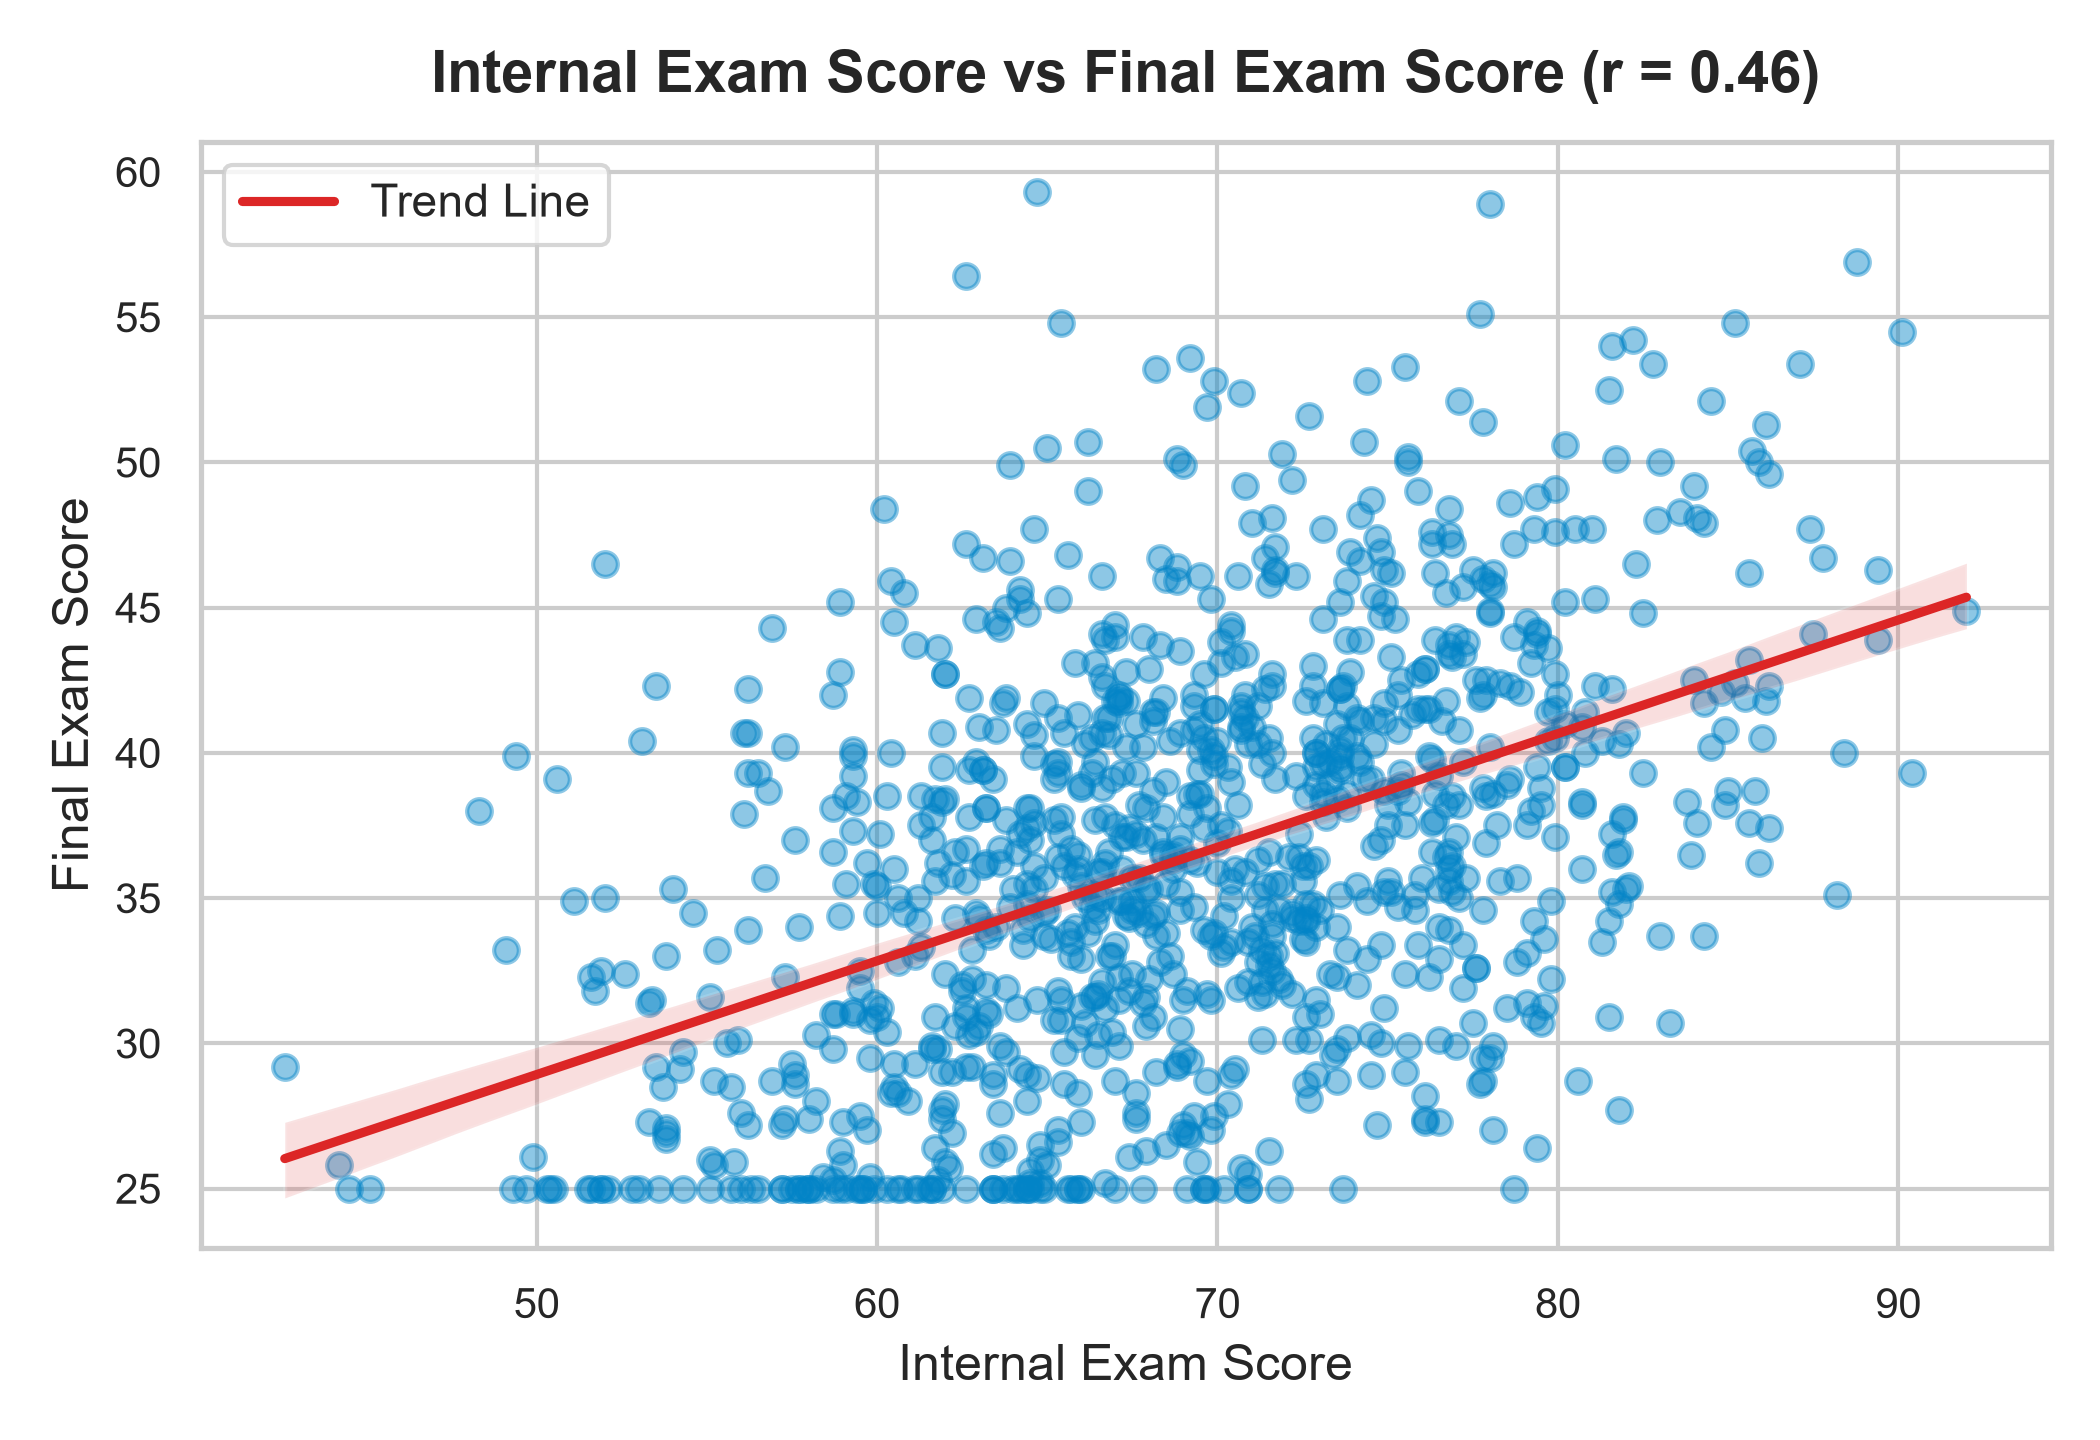 Internal Exam Score vs Final Exam Score (r = 0.46)
Trend Line
60
55
50
45
40
35
30
25
Final Exam Score
50 60 70 80 90
Internal Exam Score